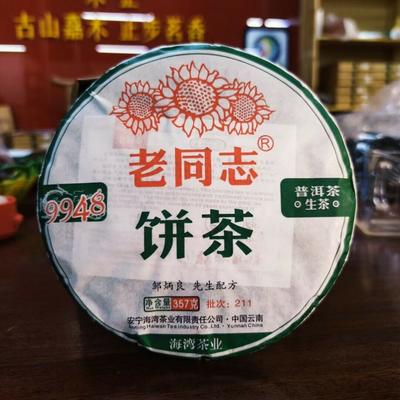 古山嘉木 止步茗香
老同志®
9948
饼茶
普洱茶
·生茶·
邹炳良 先生配方
净含量 357克 批次：211
安宁海湾茶业有限责任公司·中国云南
Anning Haiwan Tea Industry Co., Ltd. · Yunnan China
海湾茶业